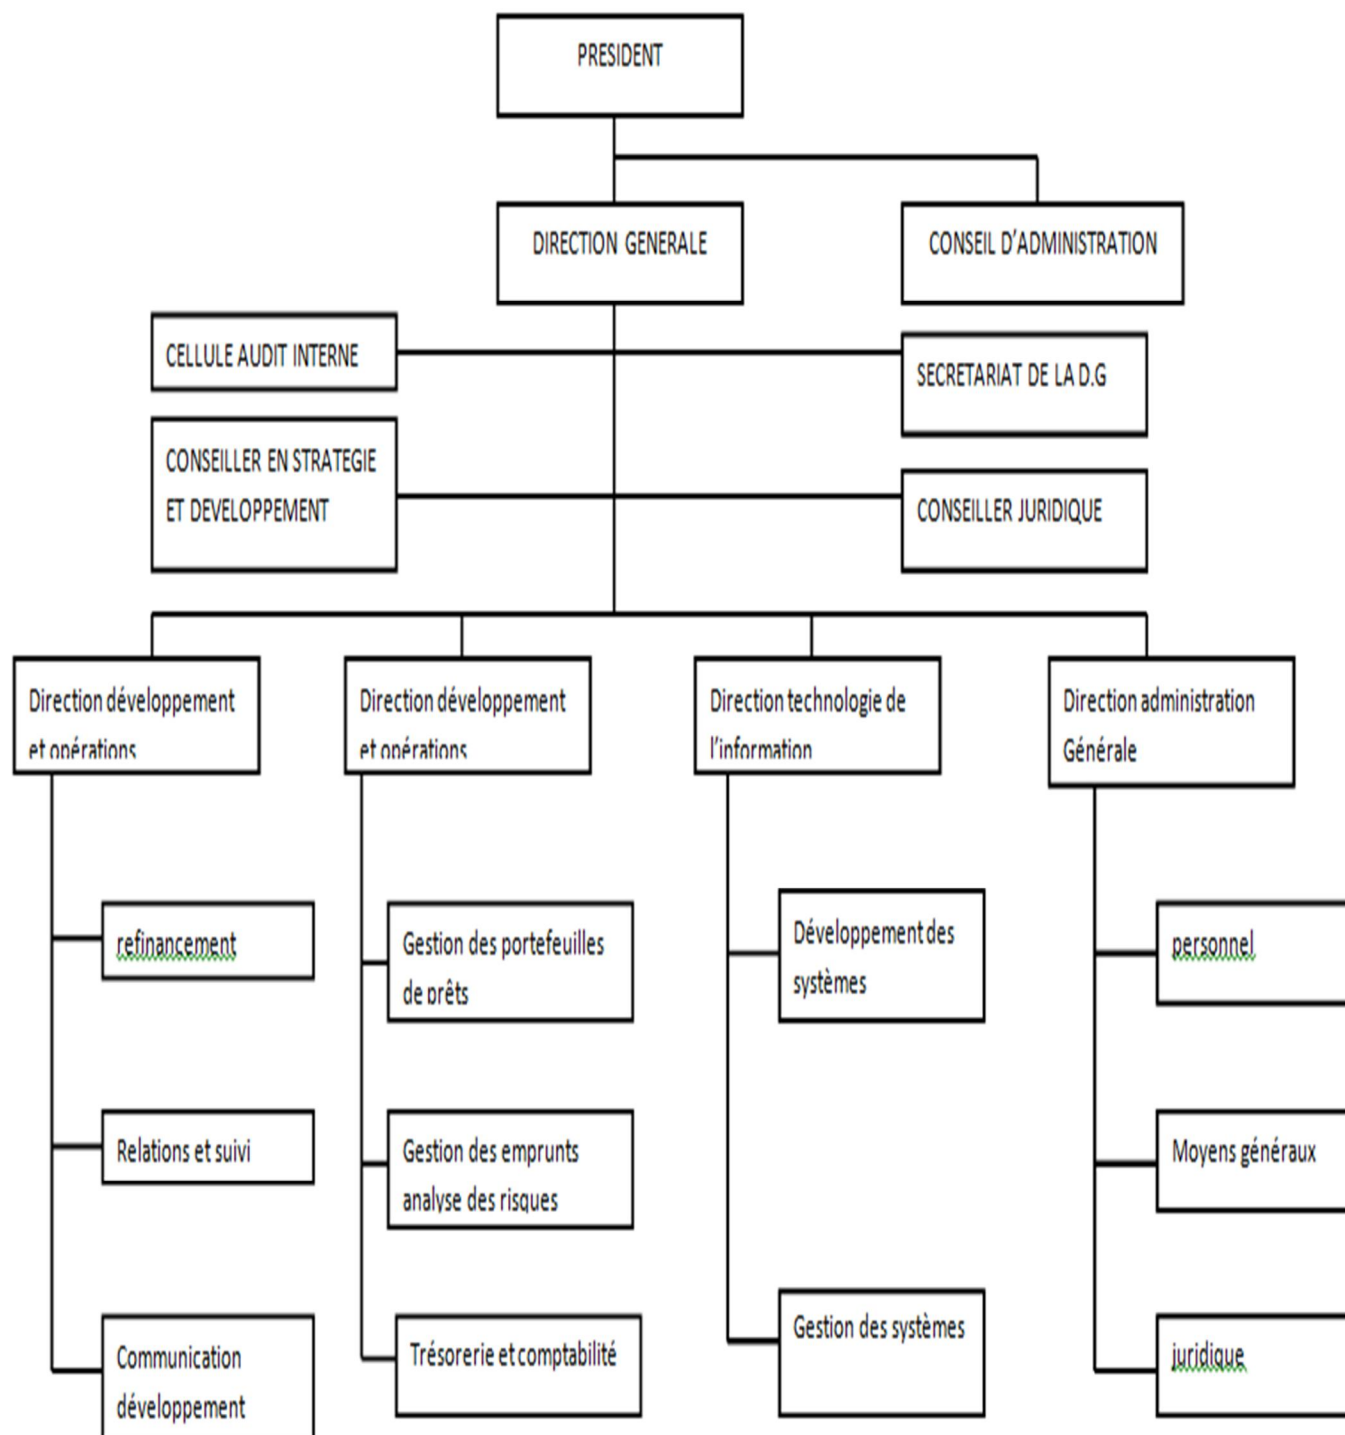 PRESIDENT
DIRECTION GENERALE
CONSEIL D'ADMINISTRATION
CELLULE AUDIT INTERNE
SECRETARIAT DE LA D.G
CONSEILLER EN STRATEGIE
ET DEVELOPPEMENT
CONSEILLER JURIDIQUE
Direction développement
et opérations
Direction développement
et opérations
Direction technologie de
l'information
Direction administration
Générale
refinancement
Relations et suivi
Communication
développement
Gestion des portefeuilles
de prêts
Gestion des emprunts
analyse des risques
Trésorerie et comptabilité
Développement des
systèmes
Gestion des systèmes
personnel
Moyens généraux
juridique